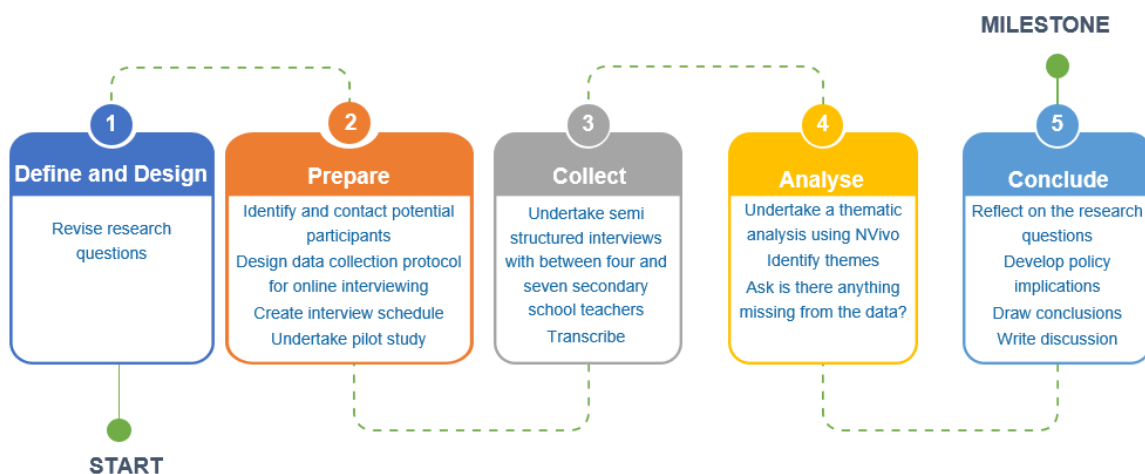 MILESTONE
1
Define and Design
Revise research
questions
START
2
Prepare
Identify and contact potential
participants
Design data collection protocol
for online interviewing
Create interview schedule
Undertake pilot study
3
Collect
Undertake semi
structured interviews
with between four and
seven secondary
school teachers
Transcribe
4
Analyse
Undertake a thematic
analysis using NVivo
Identify themes
Ask is there anything
missing from the data?
5
Conclude
Reflect on the research
questions
Develop policy
implications
Draw conclusions
Write discussion